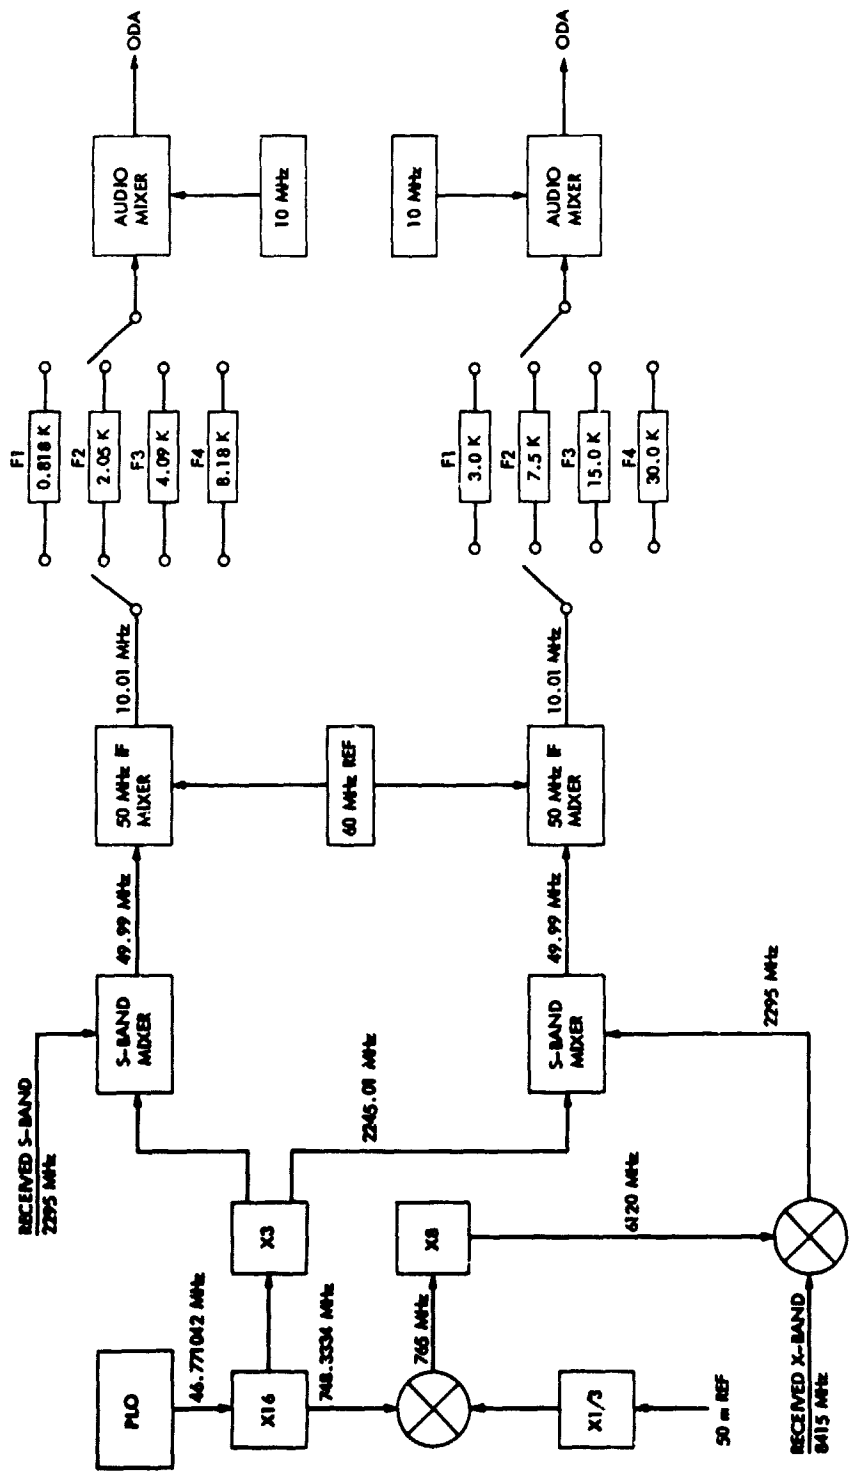 RECEIVED S-BAND
2295 MHz
PLO
46.771042 MHz
X16
748.3334 MHz
X3
2245.01 MHz
S-BAND
MIXER
49.99 MHz
50 MHz IF
MIXER
10.01 MHz
F1
0.818 K
F2
2.05 K
F3
4.09 K
F4
8.18 K
AUDIO
MIXER
ODA
10 MHz
60 MHz REF
10 MHz
765 MHz
X8
6120 MHz
50 m REF
X1/3
RECEIVED X-BAND
8415 MHz
2295 MHz
S-BAND
MIXER
49.99 MHz
50 MHz IF
MIXER
10.01 MHz
F1
3.0 K
F2
7.5 K
F3
15.0 K
F4
30.0 K
AUDIO
MIXER
ODA